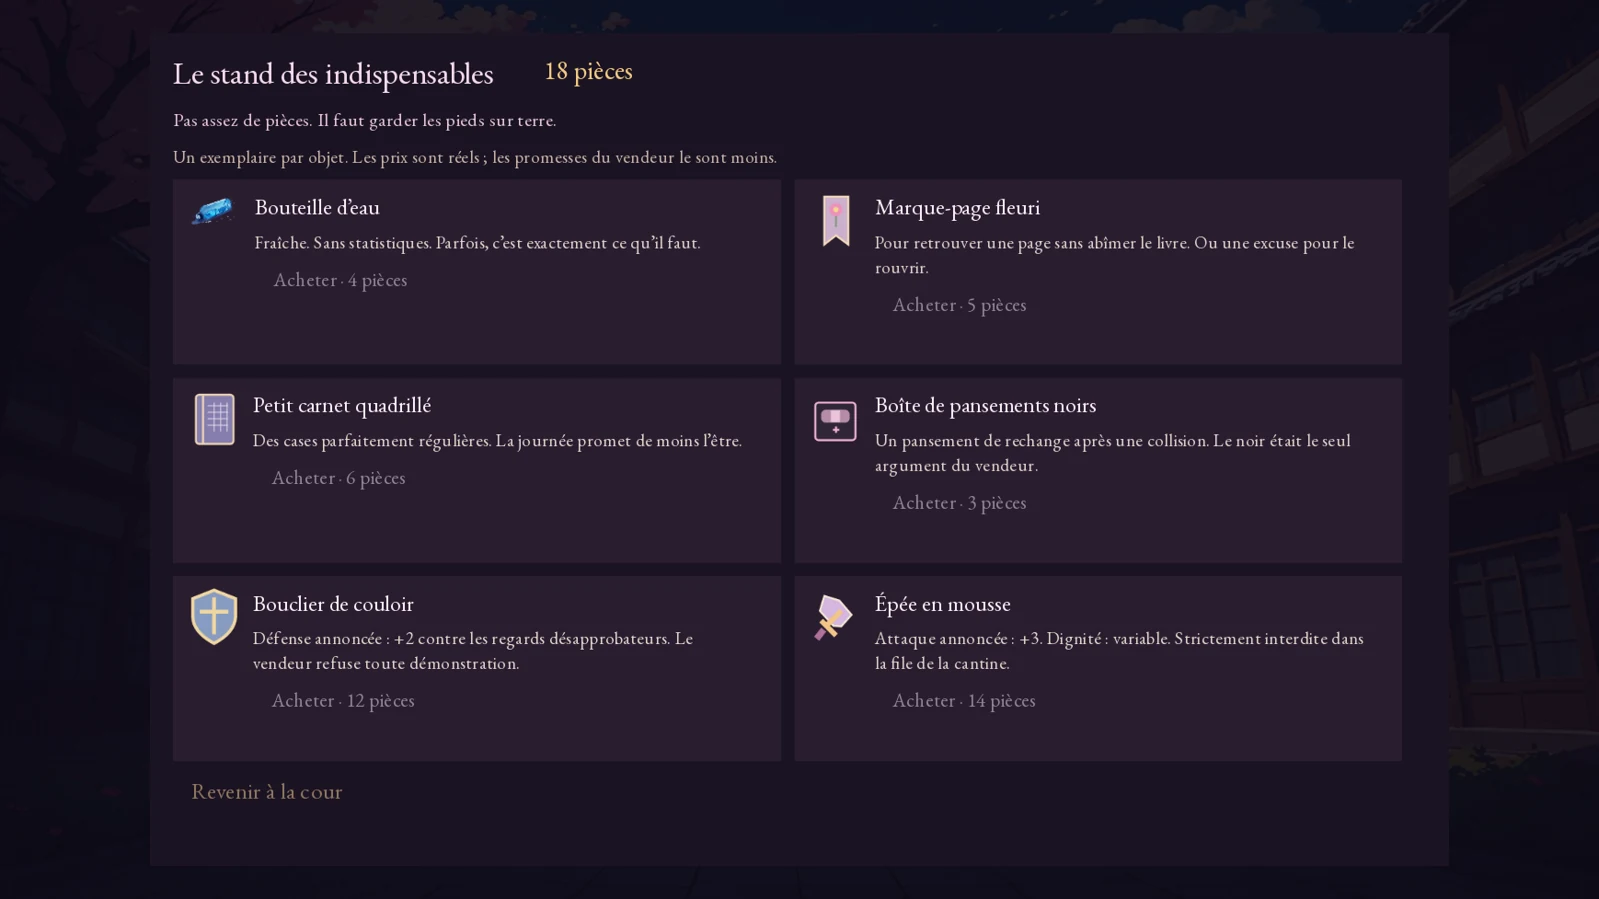 Le stand des indispensables
18 pièces
Pas assez de pièces. Il faut garder les pieds sur terre.
Un exemplaire par objet. Les prix sont réels ; les promesses du vendeur le sont moins.
Bouteille d’eau
Fraîche. Sans statistiques. Parfois, c’est exactement ce qu’il faut.
Acheter · 4 pièces
Marque-page fleuri
Pour retrouver une page sans abîmer le livre. Ou une excuse pour le
rouvrir.
Acheter · 5 pièces
Petit carnet quadrillé
Des cases parfaitement régulières. La journée promet de moins l’être.
Acheter · 6 pièces
Boîte de pansements noirs
Un pansement de rechange après une collision. Le noir était le seul
argument du vendeur.
Acheter · 3 pièces
Bouclier de couloir
Défense annoncée : +2 contre les regards désapprobateurs. Le
vendeur refuse toute démonstration.
Acheter · 12 pièces
Épée en mousse
Attaque annoncée : +3. Dignité : variable. Strictement interdite dans
la file de la cantine.
Acheter · 14 pièces
Revenir à la cour